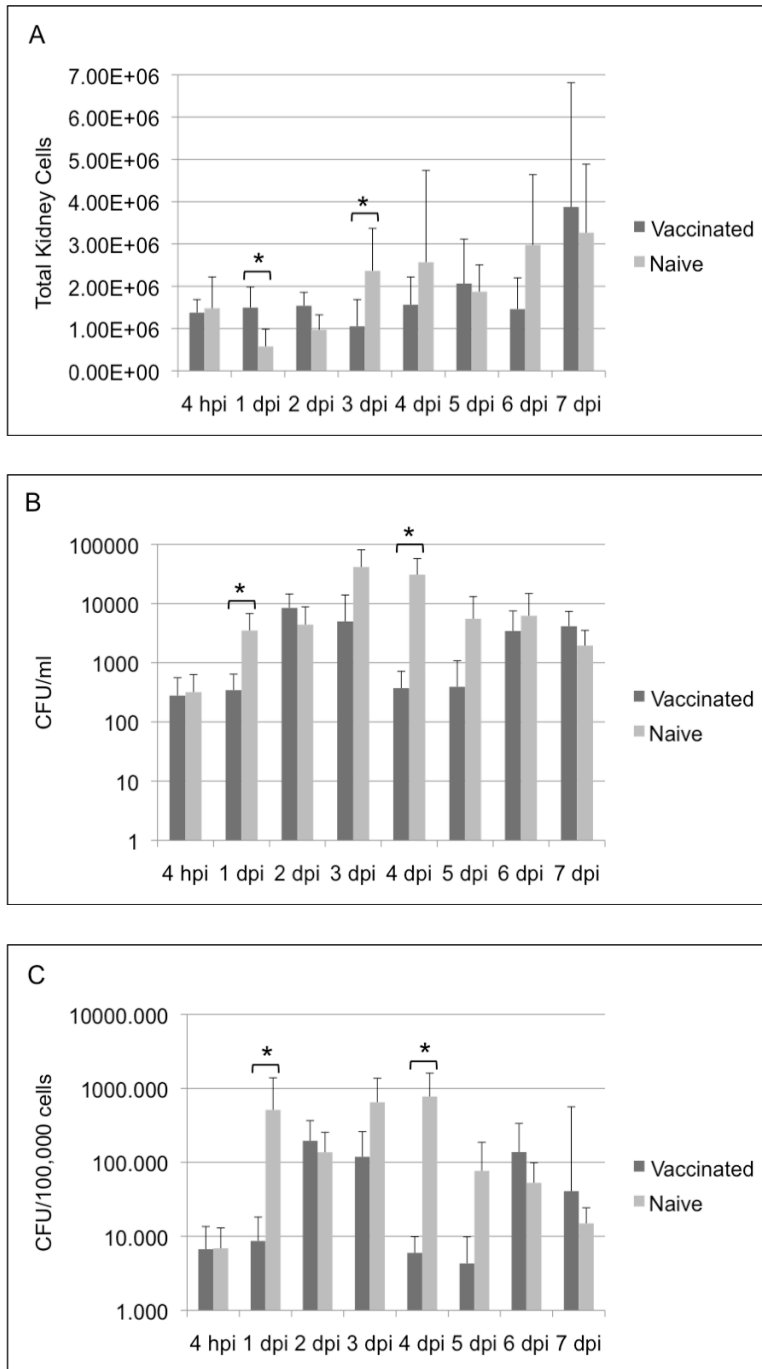 A
Total Kidney Cells
7.00E+06
6.00E+06
5.00E+06
4.00E+06
3.00E+06
2.00E+06
1.00E+06
0.00E+00
*
*
4 hpi 1 dpi 2 dpi 3 dpi 4 dpi 5 dpi 6 dpi 7 dpi
Vaccinated
Naive
B
CFU/ml
100000
10000
1000
100
10
1
*
*
4 hpi 1 dpi 2 dpi 3 dpi 4 dpi 5 dpi 6 dpi 7 dpi
Vaccinated
Naive
C
CFU/100,000 cells
10000.000
1000.000
100.000
10.000
1.000
*
*
4 hpi 1 dpi 2 dpi 3 dpi 4 dpi 5 dpi 6 dpi 7 dpi
Vaccinated
Naive